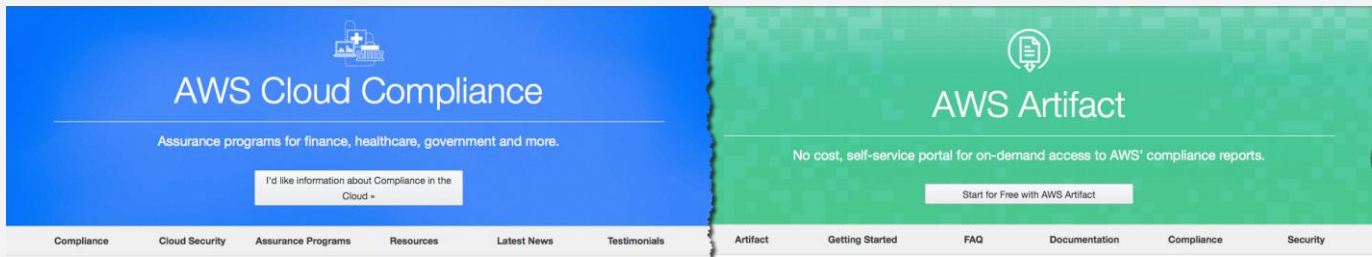 AWS Cloud Compliance
Assurance programs for finance, healthcare, government and more.
I'd like information about Compliance in the
Cloud »
Compliance Cloud Security Assurance Programs Resources Latest News Testimonials
AWS Artifact
No cost, self-service portal for on-demand access to AWS' compliance reports.
Start for Free with AWS Artifact
Artifact Getting Started FAQ Documentation Compliance Security